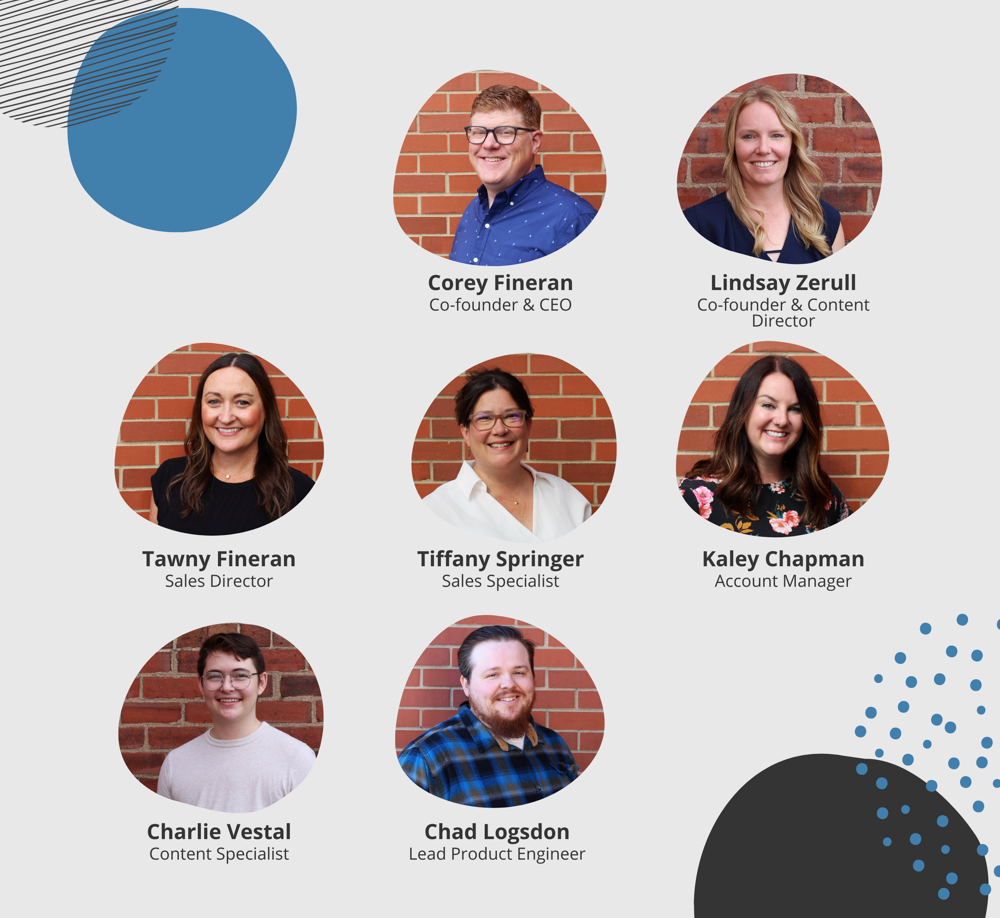 Corey Fineran
Co-founder & CEO
Lindsay Zerull
Co-founder & Content
Director
Tawny Fineran
Sales Director
Tiffany Springer
Sales Specialist
Kaley Chapman
Account Manager
Charlie Vestal
Content Specialist
Chad Logsdon
Lead Product Engineer